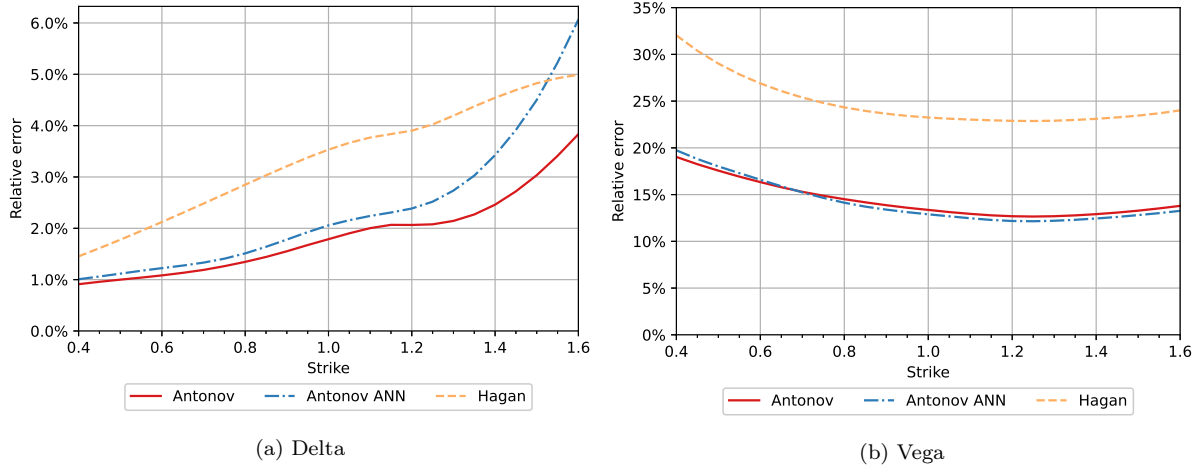 6.0%
5.0%
4.0%
3.0%
2.0%
1.0%
0.0%
Relative error
0.4 0.6 0.8 1.0 1.2 1.4 1.6
Strike
Antonov Antonov ANN Hagan
(a) Delta
35%
30%
25%
20%
15%
10%
5%
0%
Relative error
0.4 0.6 0.8 1.0 1.2 1.4 1.6
Strike
Antonov Antonov ANN Hagan
(b) Vega